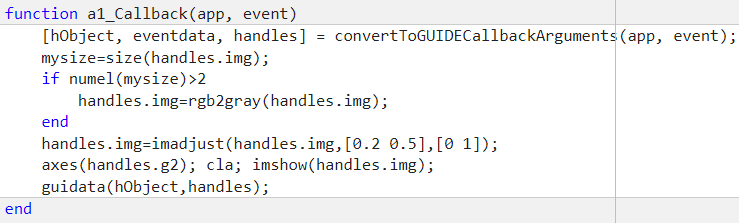 function a1_Callback(app, event)
[hObject, eventdata, handles] = convertToGUIDECallbackArguments(app, event);
mysize=size(handles.img);
if numel(mysize)>2
handles.img=rgb2gray(handles.img);
end
handles.img=imadjust(handles.img,[0.2 0.5],[0 1]);
axes(handles.g2); cla; imshow(handles.img);
guidata(hObject,handles);
end